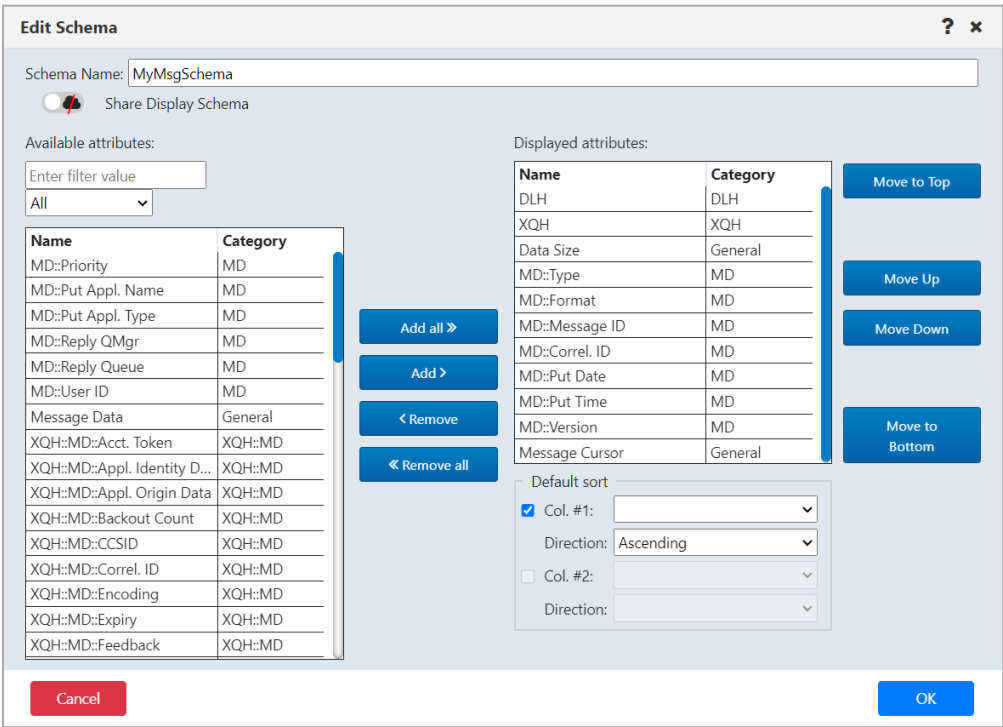 Edit Schema ? ×
Schema Name: MyMsgSchema
Share Display Schema
Available attributes:
Enter filter value
All
Name Category
MD::Priority MD
MD::Put Appl. Name MD
MD::Put Appl. Type MD
MD::Reply QMgr MD
MD::Reply Queue MD
MD::User ID MD
Message Data General
XQH::MD::Acct. Token XQH::MD
XQH::MD::Appl. Identity D... XQH::MD
XQH::MD::Appl. Origin Data XQH::MD
XQH::MD::Backout Count XQH::MD
XQH::MD::CCSID XQH::MD
XQH::MD::Correl. ID XQH::MD
XQH::MD::Encoding XQH::MD
XQH::MD::Expiry XQH::MD
XQH::MD::Feedback XQH::MD
Add all »
Add >
< Remove
« Remove all
Displayed attributes:
Name Category
DLH DLH
XQH XQH
Data Size General
MD::Type MD
MD::Format MD
MD::Message ID MD
MD::Correl. ID MD
MD::Put Date MD
MD::Put Time MD
MD::Version MD
Message Cursor General
Move to Top
Move Up
Move Down
Move to
Bottom
Default sort
Col. #1:
Direction: Ascending
Col. #2:
Direction:
Cancel
OK